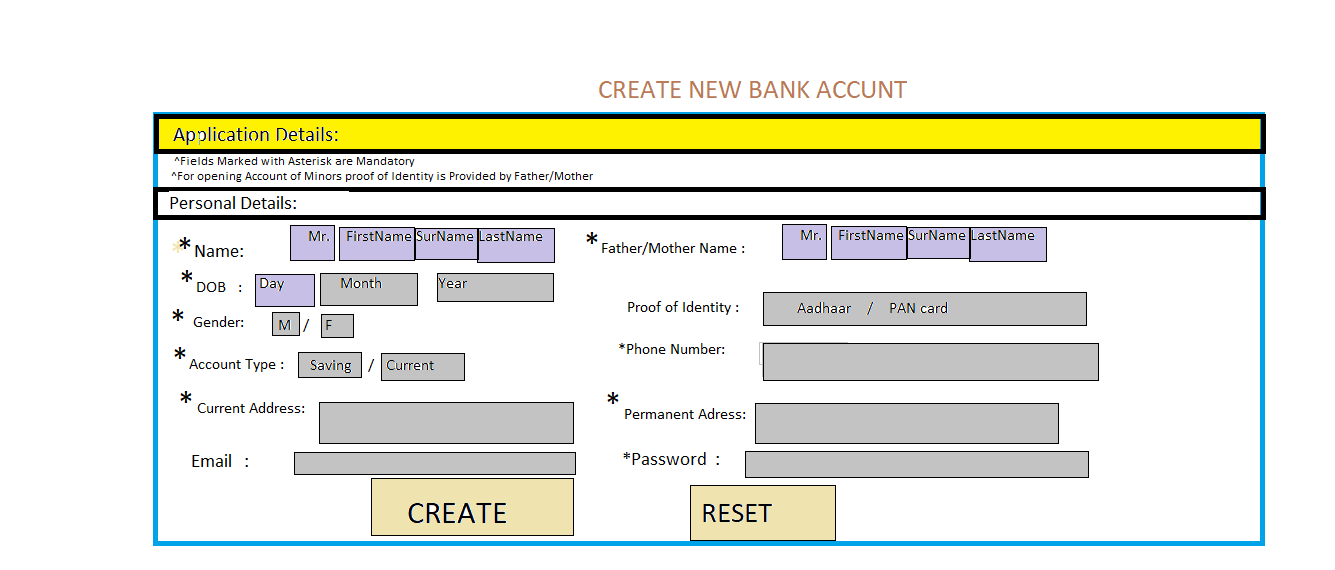 CREATE NEW BANK ACCUNT
Application Details:
^Fields Marked with Asterisk are Mandatory
^For opening Account of Minors proof of Identity is Provided by Father/Mother
Personal Details:
* Name: Mr. FirstName SurName LastName
* Father/Mother Name : Mr. FirstName SurName LastName
* DOB : Day Month Year
Proof of Identity : Aadhaar / PAN card
* Gender: M / F
*Phone Number:
* Account Type : Saving / Current
* Current Address:
* Permanent Adress:
Email :
*Password :
CREATE
RESET